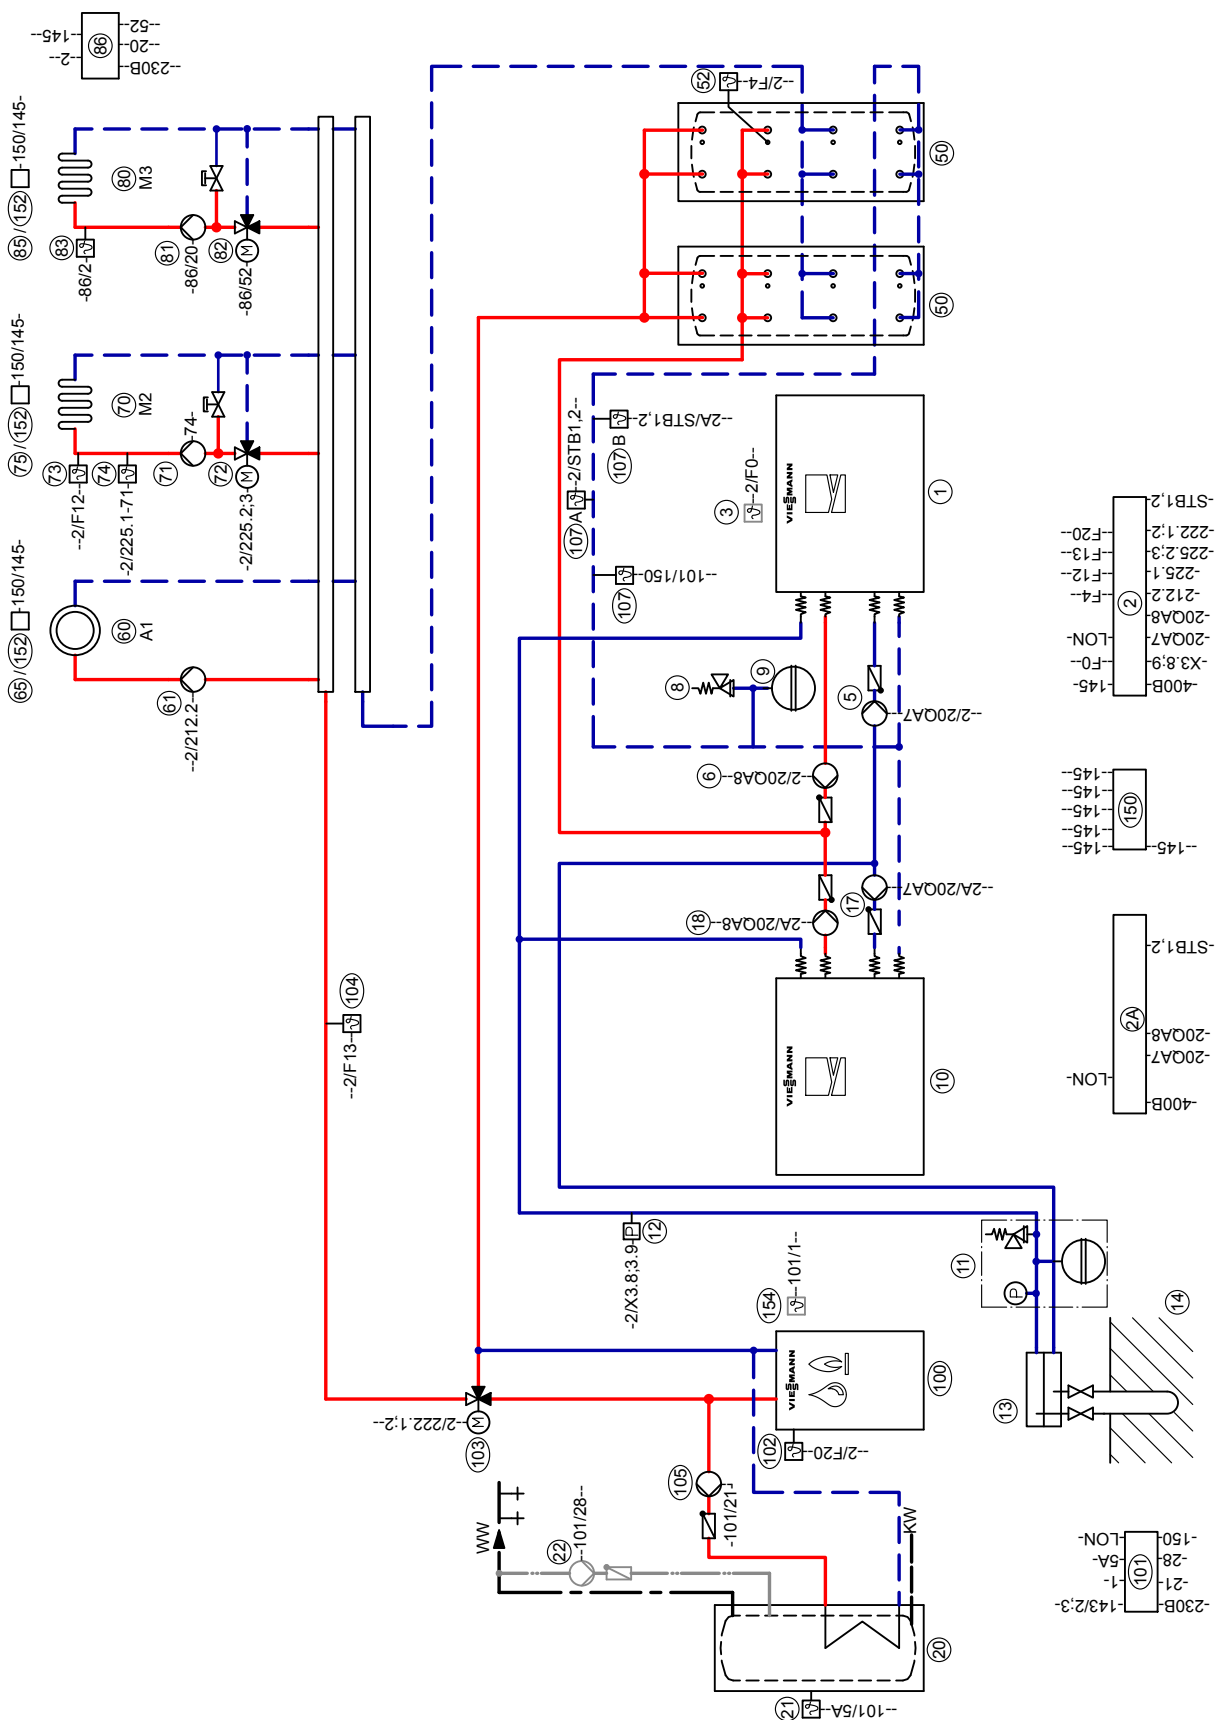 86
-145--
--2--
--52-
--20--
--230B--
85/152 -150/145-
83
-86/2-
80
M3
81
-86/20-
82
M
-86/52-
75/152 -150/145-
73
--2/F12--
74
-2/225.1-71-
70
M2
71
-74-
72
M
-2/225.2;3-
65/152 -150/145-
60
A1
61
--2/212.2--
52
--2/F4--
50
50
107 A
--2/STB1,2--
107 B
--2A/STB1,2--
107
--101/150--
3
--2/F0--
VIESMANN
1
8
9
5
--2/20QA7
6
--2/20QA8--
18
--2A/20QA8--
17
--2A/20QA7
VIESMANN
10
104
--2/F13--
12
P
-2/X3.8;3.9-
11
P
13
14
154
--101/1--
VIESMANN
100
102
--2/F20--
103
M
--2/222.1;2--
105
-101/21-
WW
22
--101/28--
KW
20
21
--101/5A--
2
--F20--
--F13--
--F12--
--F4--
LON-
--F0--
-145-
-STB1,2
-222.1;2-
-225.2;3
-225.1
-212.2-
-20QA8
-20QA7
-X3.8,9
-400B
150
--145--
--145--
--145--
--145--
--145--
--145--
2A
LON-
-STB1,2
-20QA8
-20QA7
-400B
101
LON-
5A-
-1-
-143/2;3-
-150
-28-
-21-
-230B